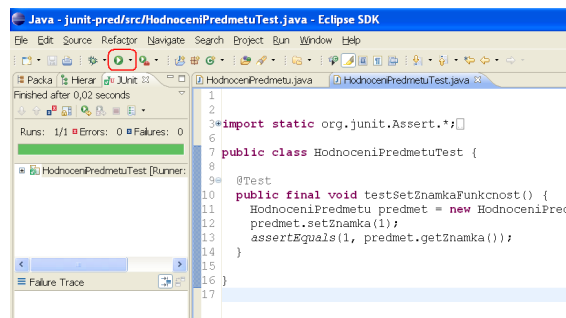 Java - junit-pred/src/HodnoceniPredmetuTest.java - Eclipse SDK
File Edit Source Refactor Navigate Search Project Run Window Help
Packa Hierar JUnit HodnoceniPredmetu.java HodnoceniPredmetuTest.java
Finished after 0,02 seconds
Runs: 1/1 Errors: 0 Failures: 0
HodnoceniPredmetuTest [Runner:
Failure Trace
1
2
3 import static org.junit.Assert.*;
6
7 public class HodnoceniPredmetuTest {
8
9 @Test
10 public final void testSetZnamkaFunkcnost() {
11 HodnoceniPredmetu predmet = new HodnoceniPred
12 predmet.setZnamka(1);
13 assertEquals(1, predmet.getZnamka());
14 }
15
16 }
17